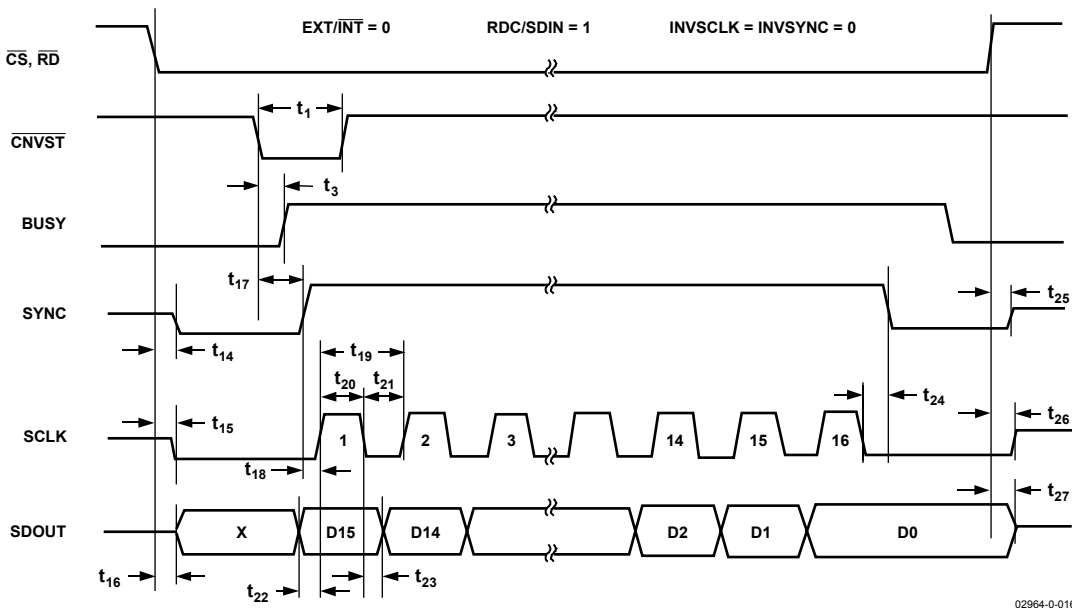 EXT/INT = 0 RDC/SDIN = 1 INVSCLK = INVSYNC = 0
CS, RD
t1
CNVST
t3
BUSY
t17
SYNC
t25
t14
t19
t20 t21
t24
t15
t26
SCLK
1 2 3 14 15 16
t18
t27
SDOUT
X D15 D14 D2 D1 D0
t16
t22
t23
02964-0-016